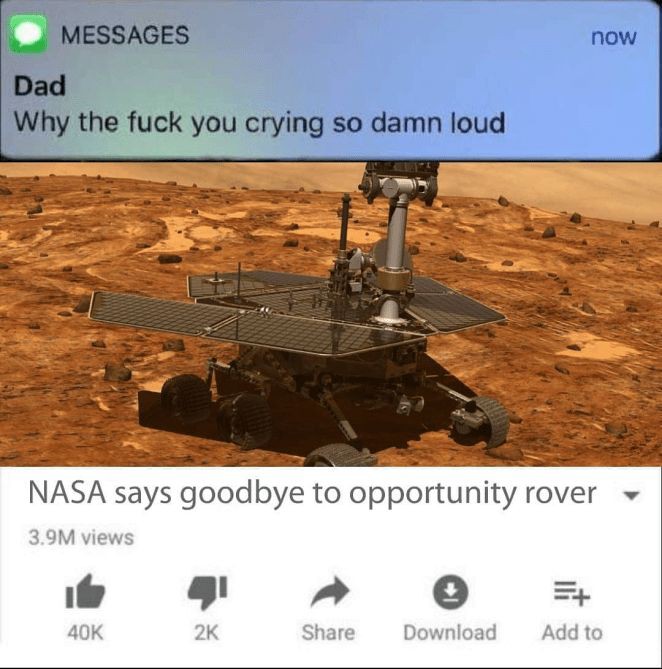 MESSAGES
now
Dad
Why the fuck you crying so damn loud
NASA says goodbye to opportunity rover
3.9M views
40K
2K
Share
Download
Add to